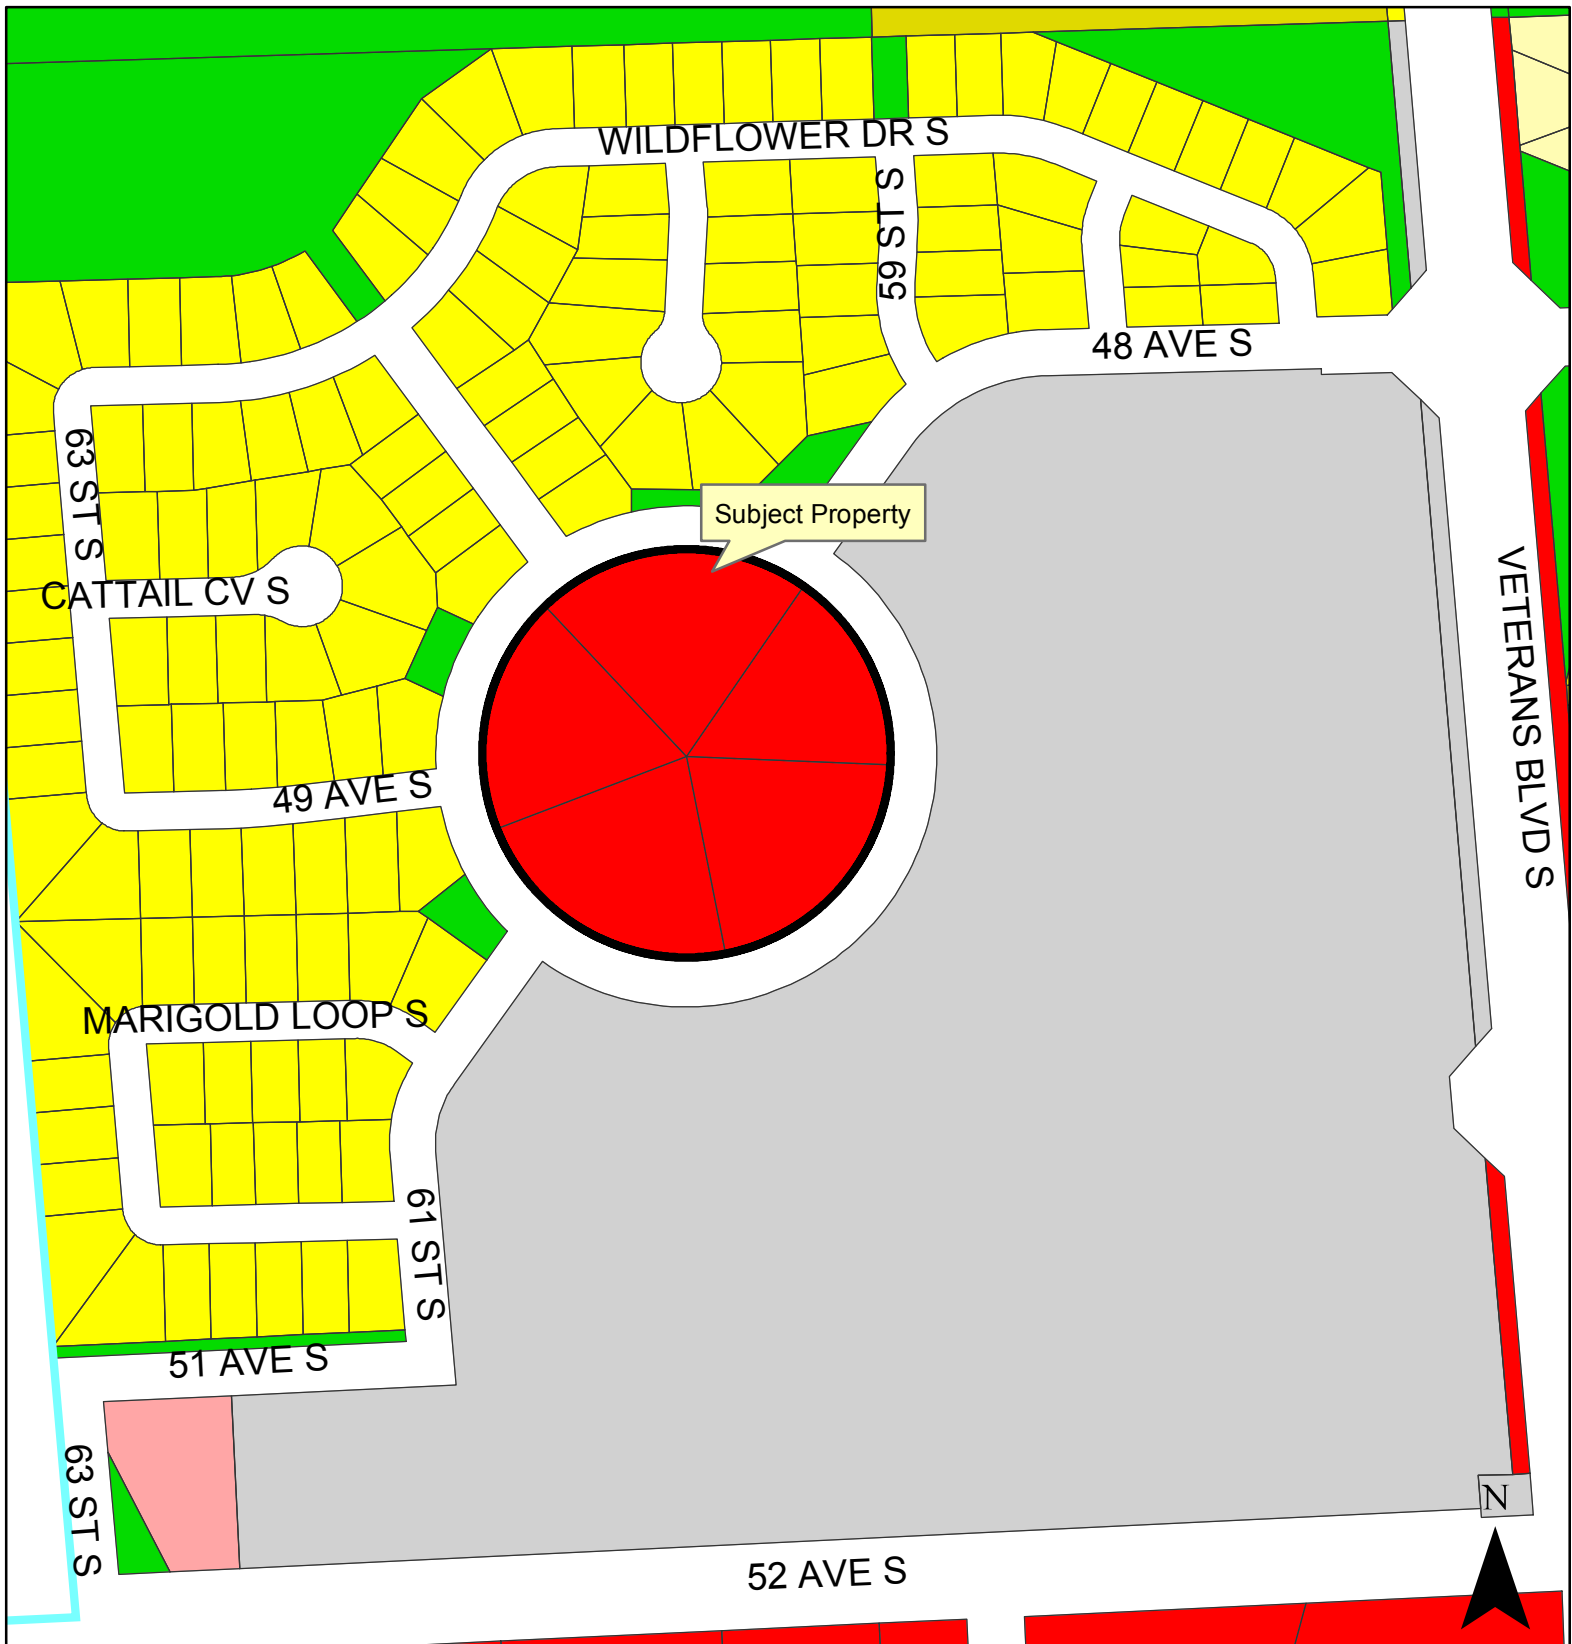 WILDFLOWER DR S
59 ST S
48 AVE S
63 ST S
Subject Property
CATTAIL CV S
VETERANS BLVD S
49 AVE S
MARIGOLD LOOP S
61 ST S
51 AVE S
63 ST S
N
52 AVE S